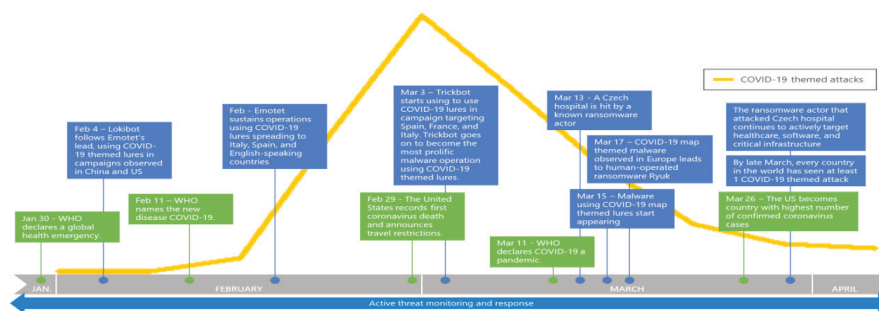 COVID-19 themed attacks
Jan 30 - WHO
declares a global
health emergency.
Feb 4 – Lokibot
follows Emotet's
lead, using COVID-
19 themed lures in
campaigns observed
in China and US
Feb 11 – WHO
names the new
disease COVID-19.
Feb - Emotet
sustains operations
using COVID-19
lures spreading to
Italy, Spain, and
English-speaking
countries
Mar 3 – Trickbot
starts using to use
COVID-19 lures in
campaign targeting
Spain, France, and
Italy. Trickbot goes
on to become the
most prolific
malware operation
using COVID-19
themed lures.
Feb 29 - The United
States records first
coronavirus death
and announces
travel restrictions.
Mar 11 - WHO
declares COVID-19 a
pandemic.
Mar 13 - A Czech
hospital is hit by a
known ransomware
actor
Mar 17 – COVID-19 map
themed malware
observed in Europe leads
to human-operated
ransomware Ryuk
Mar 15 – Malware
using COVID-19 map
themed lures start
appearing
The ransomware actor that
attacked Czech hospital
continues to actively target
healthcare, software, and
critical infrastructure
By late March, every country
in the world has seen at least
1 COVID-19 themed attack
Mar 26 – The US becomes
country with highest number
of confirmed coronavirus
cases
JAN.
FEBRUARY
MARCH
APRIL
Active threat monitoring and response